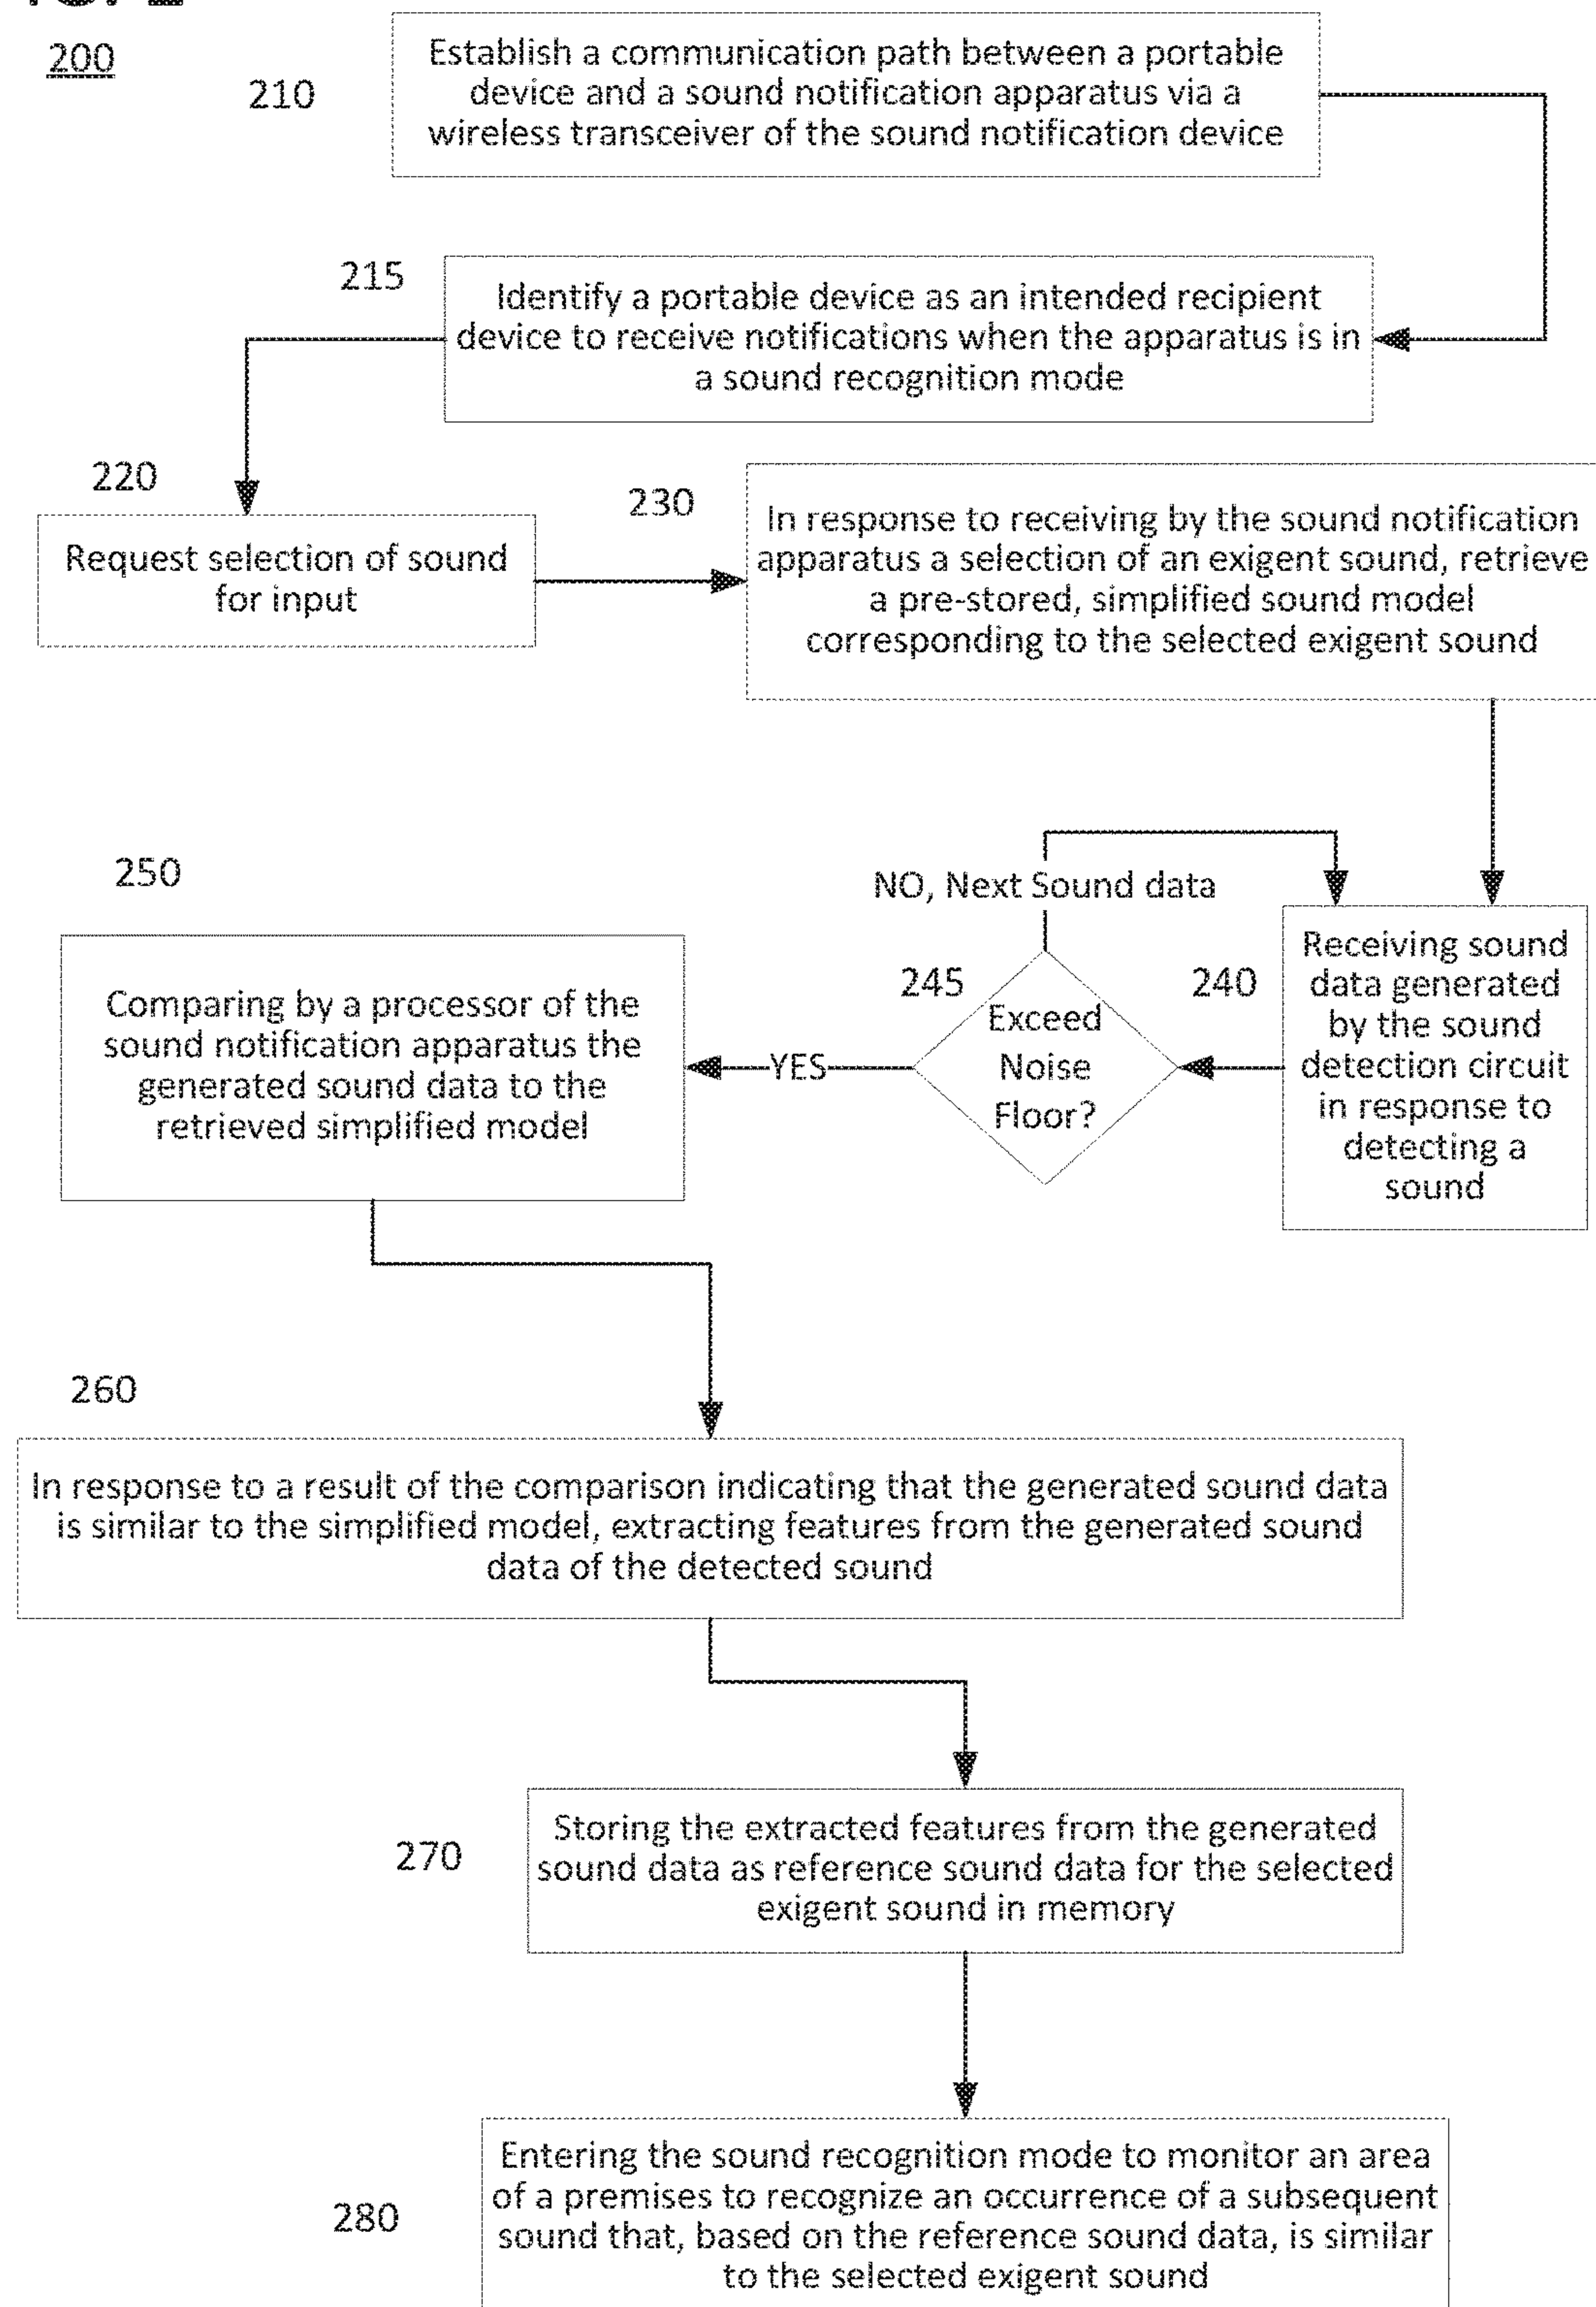 200
210
Establish a communication path between a portable
device and a sound notification apparatus via a
wireless transceiver of the sound notification device
215
Identify a portable device as an intended recipient
device to receive notifications when the apparatus is in
a sound recognition mode
220
Request selection of sound
for input
230
In response to receiving by the sound notification
apparatus a selection of an exigent sound, retrieve
a pre-stored, simplified sound model
corresponding to the selected exigent sound
240
Receiving sound
data generated
by the sound
detection circuit
in response to
detecting a
sound
245
Exceed
Noise
Floor?
NO, Next Sound data
YES
250
Comparing by a processor of the
sound notification apparatus the
generated sound data to the
retrieved simplified model
260
In response to a result of the comparison indicating that the generated sound data
is similar to the simplified model, extracting features from the generated sound
data of the detected sound
270
Storing the extracted features from the generated
sound data as reference sound data for the selected
exigent sound in memory
280
Entering the sound recognition mode to monitor an area
of a premises to recognize an occurrence of a subsequent
sound that, based on the reference sound data, is similar
to the selected exigent sound